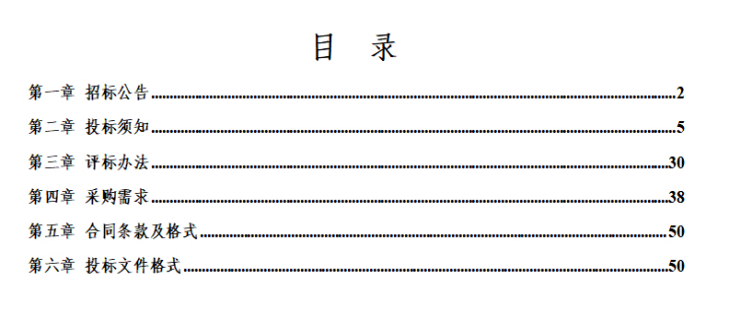 目 录
第一章 招标公告........................................2
第二章 投标须知........................................5
第三章 评标办法........................................30
第四章 采购需求........................................38
第五章 合同条款及格式........................................50
第六章 投标文件格式........................................50